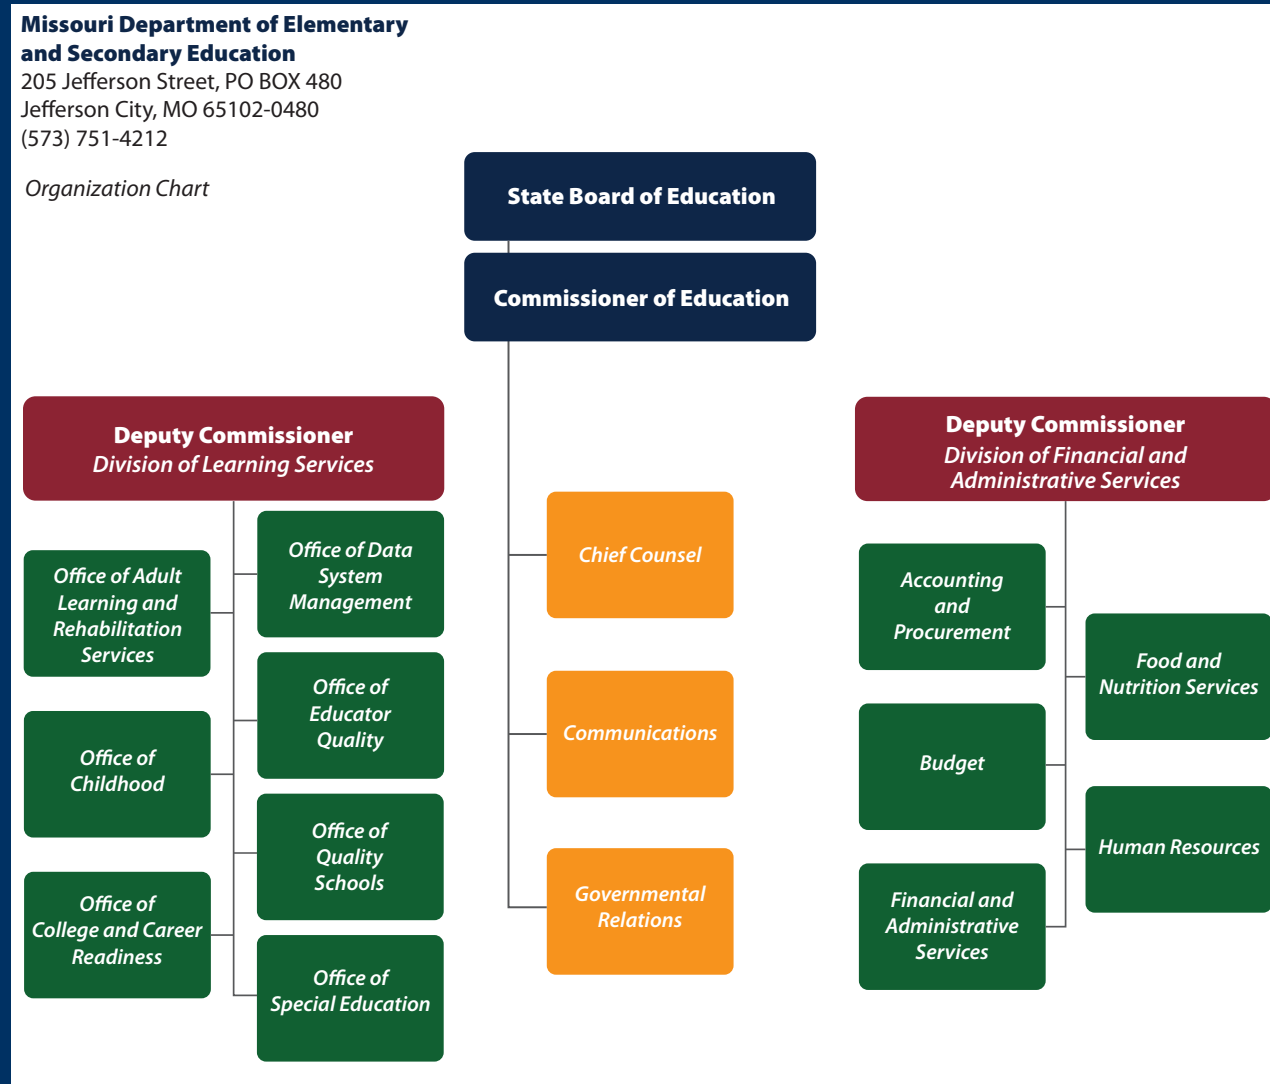 Missouri Department of Elementary
and Secondary Education
205 Jefferson Street, PO BOX 480
Jefferson City, MO 65102-0480
(573) 751-4212
Organization Chart
State Board of Education
Commissioner of Education
Deputy Commissioner
Division of Learning Services
Office of Adult
Learning and
Rehabilitation
Services
Office of Data
System
Management
Office of
Educator
Quality
Office of
Childhood
Office of
Quality
Schools
Office of
College and Career
Readiness
Office of
Special Education
Chief Counsel
Communications
Governmental
Relations
Deputy Commissioner
Division of Financial and
Administrative Services
Accounting
and
Procurement
Food and
Nutrition Services
Budget
Human Resources
Financial and
Administrative
Services